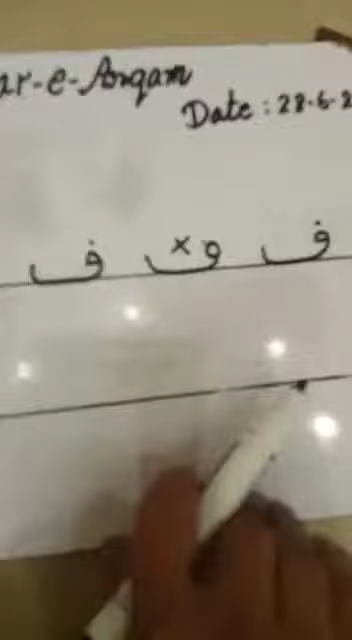 ar-e-Arqam
Date : 28-6-2
ف ف × ف